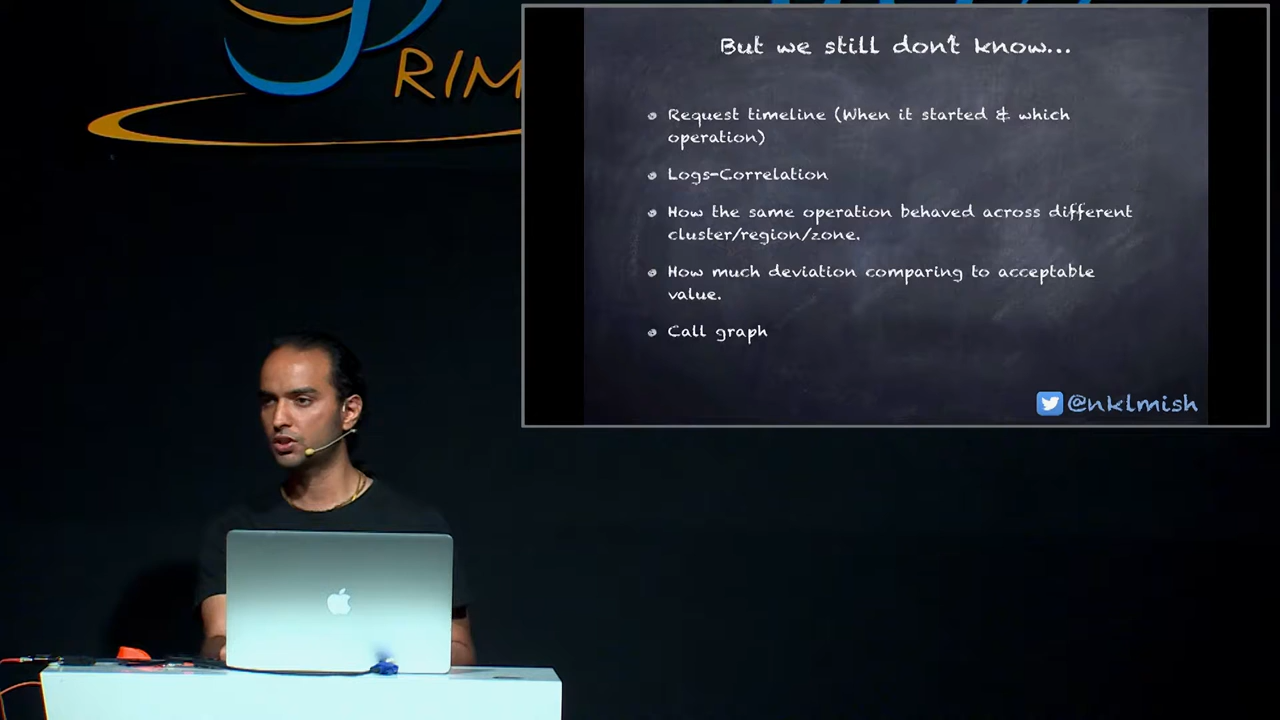 RIM
But we still don't know...
Request timeline (When it started & which
operation)
Logs-Correlation
How the same operation behaved across different
cluster/region/zone.
How much deviation comparing to acceptable
value.
Call graph
@nklmish